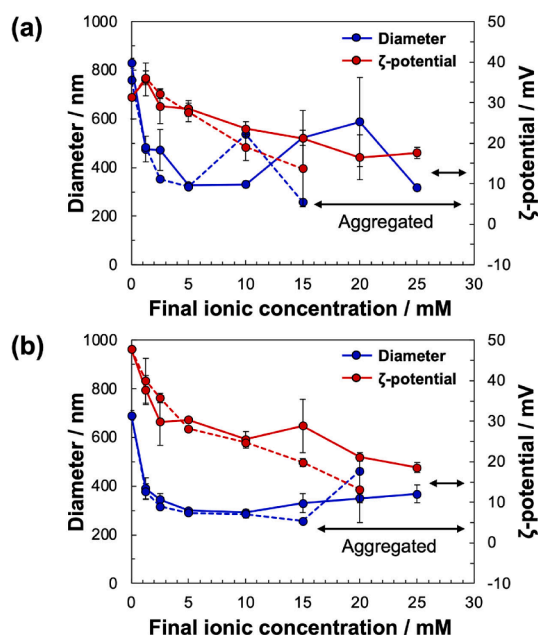 (a)
Diameter / nm
1000
800
600
400
200
0
Diameter
ζ-potential
Aggregated
50
40
30
20
10
0
-10
ζ-potential / mV
0 5 10 15 20 25 30
Final ionic concentration / mM
(b)
Diameter / nm
1000
800
600
400
200
0
Diameter
ζ-potential
Aggregated
50
40
30
20
10
0
-10
ζ-potential / mV
0 5 10 15 20 25 30
Final ionic concentration / mM